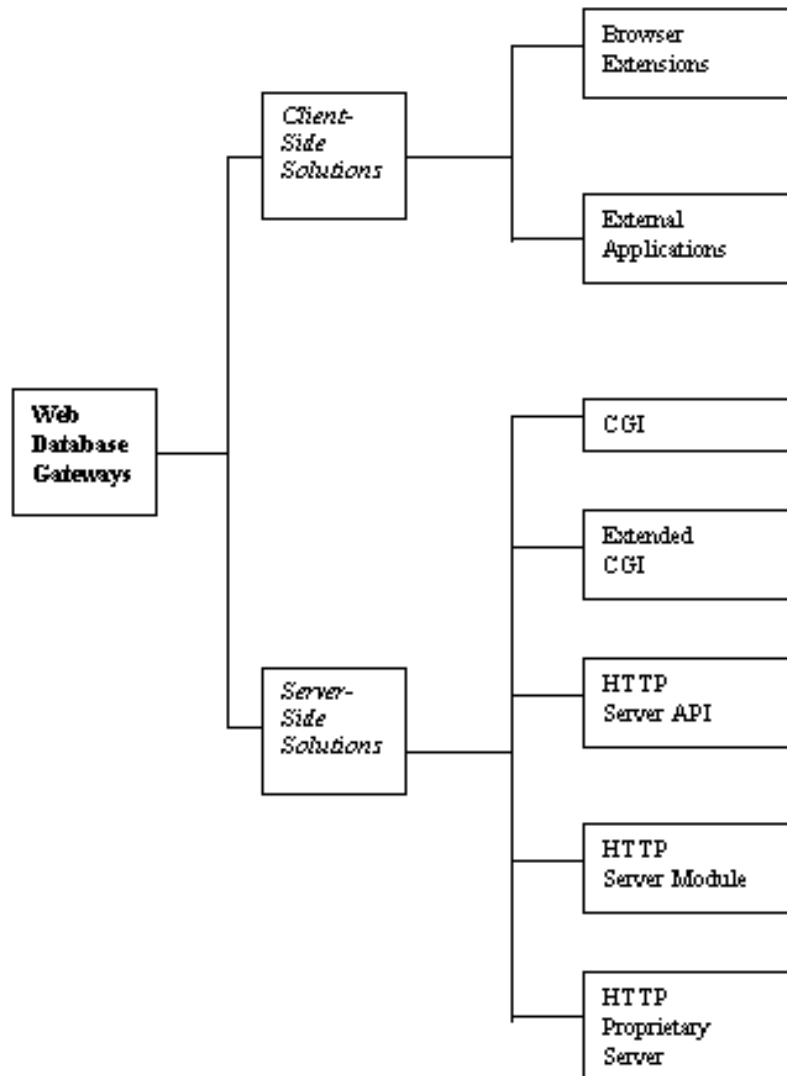 Browser
Extensions
Client-
Side
Solutions
External
Applications
Web
Database
Gateways
CGI
Extended
CGI
Server-
Side
Solutions
HTTP
Server API
HTTP
Server Module
HTTP
Proprietary
Server